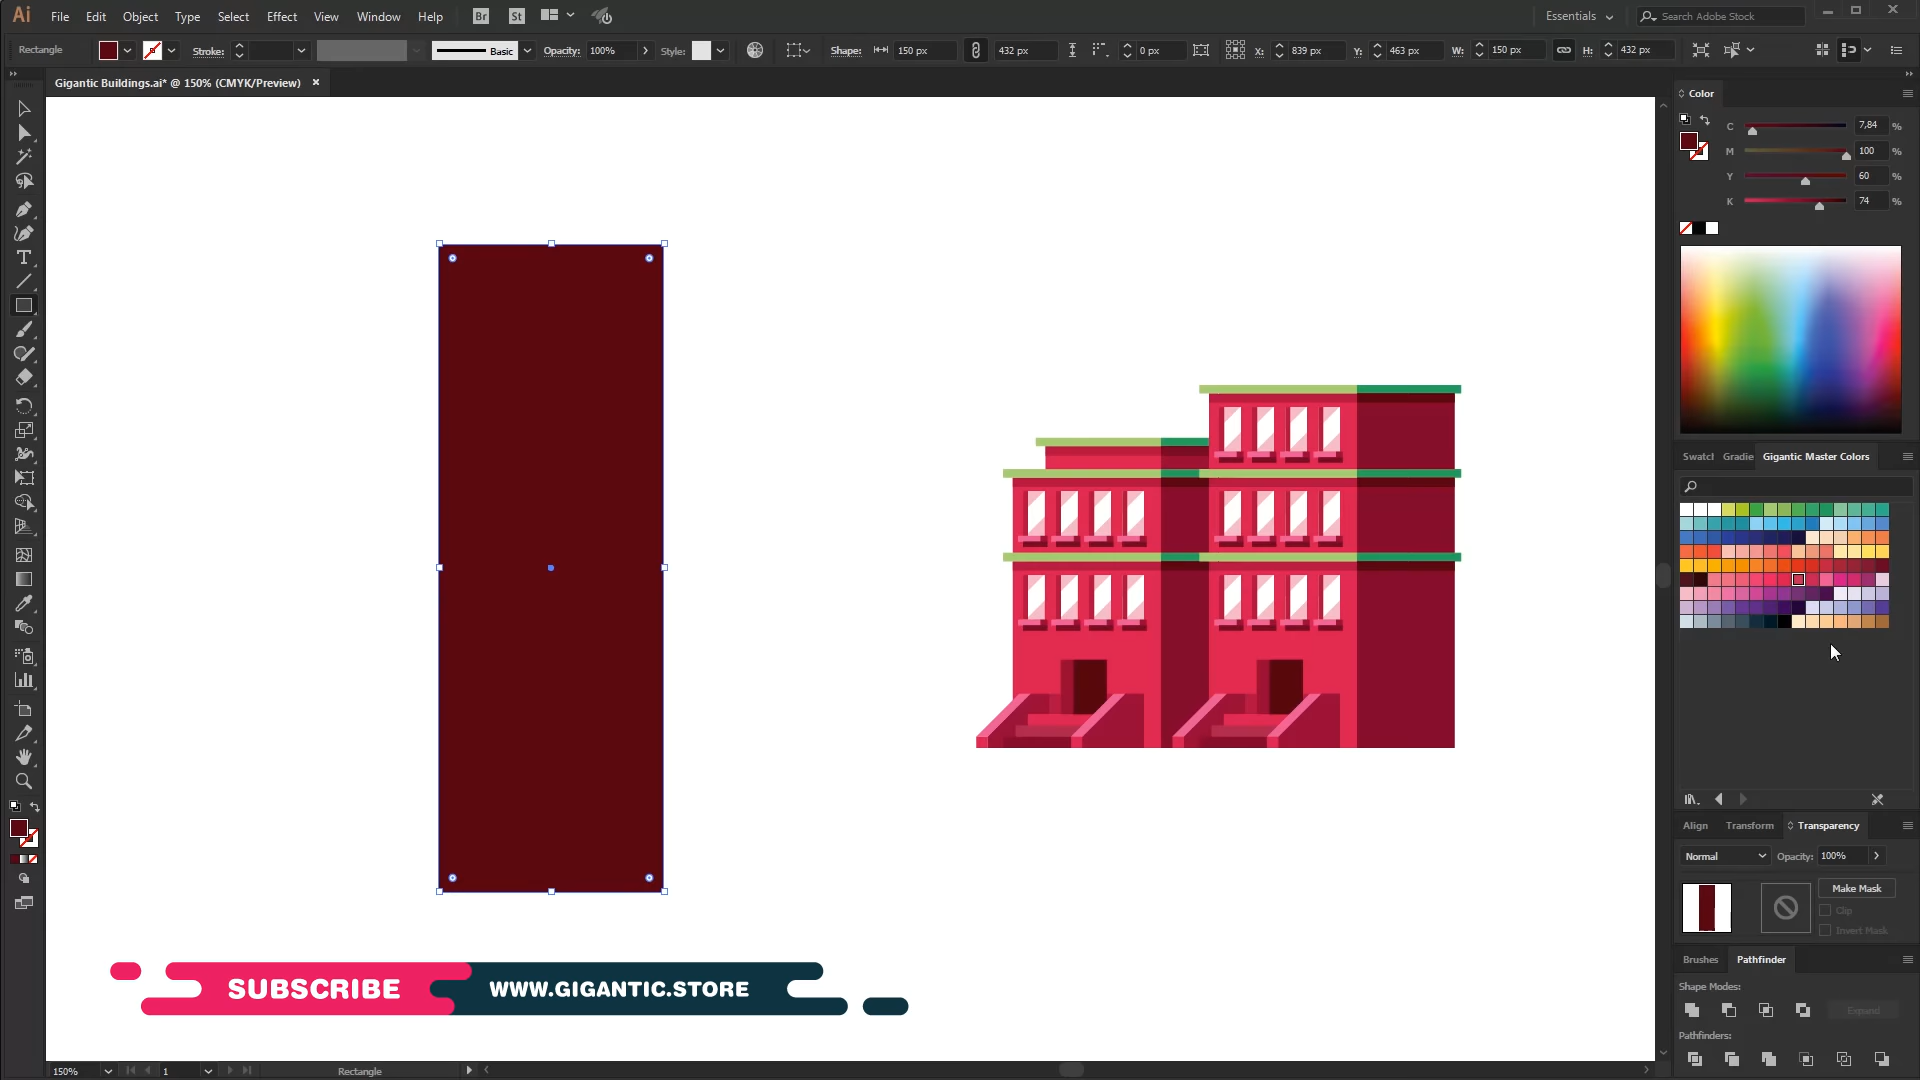 Ai File Edit Object Type Select Effect View Window Help Br St Essentials Search Adobe Stock
Rectangle Stroke: Basic Opacity: 100% Style: Shape: 150 px 432 px 0 px X: 839 px Y: 463 px W: 150 px H: 432 px
Gigantic Buildings.ai* @ 150% (CMYK/Preview)
Color
C 7,84 %
M 100 %
Y 60 %
K 74 %
Swatcl Gradie Gigantic Master Colors
Align Transform Transparency
Normal Opacity: 100%
Make Mask
Clip
Invert Mask
Brushes Pathfinder
Shape Modes:
Expand
Pathfinders:
SUBSCRIBE WWW.GIGANTIC.STORE
150% 1 Rectangle